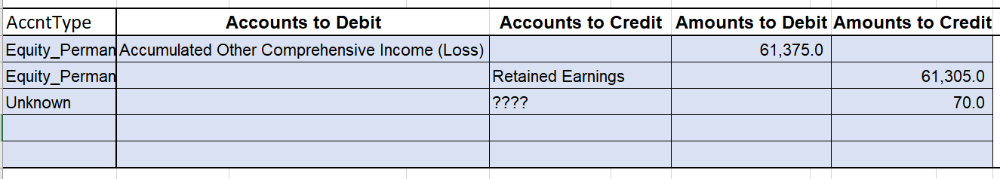 AccntType Accounts to Debit Accounts to Credit Amounts to Debit Amounts to Credit
Equity_Perman Accumulated Other Comprehensive Income (Loss) 61,375.0
Equity_Perman Retained Earnings 61,305.0
Unknown ???? 70.0